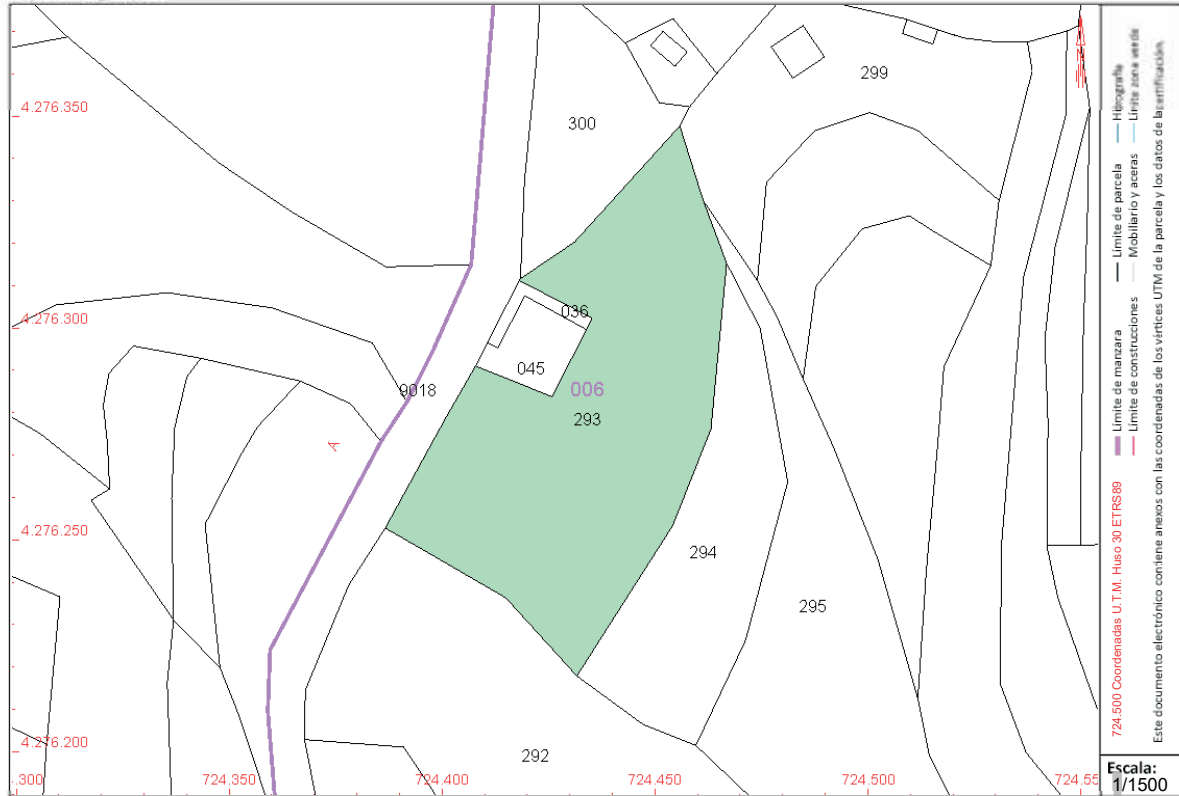 4.276.350
300
299
4.276.300
036
045
9018
006
293
A
4.276.250
294
295
4.276.200
292
.300
724.350
724.400
724.450
724.500
724.55
724.500 Coordenadas U.T.M. Huso 30 ETRS89
Límite de manzara
Límite de parcela
Hidrografía
Límite de construcciones
Mobiliario y aceras
Límite zona verde
Este documento electrónico contiene anexos con las coordenadas de los vértices UTM de la parcela y los datos de la certificación.
Escala:
1/1500